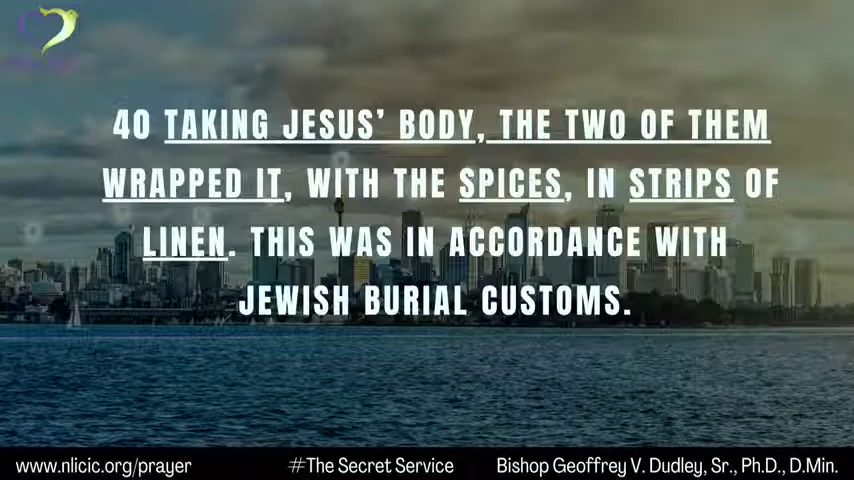 40 TAKING JESUS’ BODY, THE TWO OF THEM
WRAPPED IT, WITH THE SPICES, IN STRIPS OF
LINEN. THIS WAS IN ACCORDANCE WITH
JEWISH BURIAL CUSTOMS.
www.nlicic.org/prayer #The Secret Service Bishop Geoffrey V. Dudley, Sr., Ph.D., D.Min.